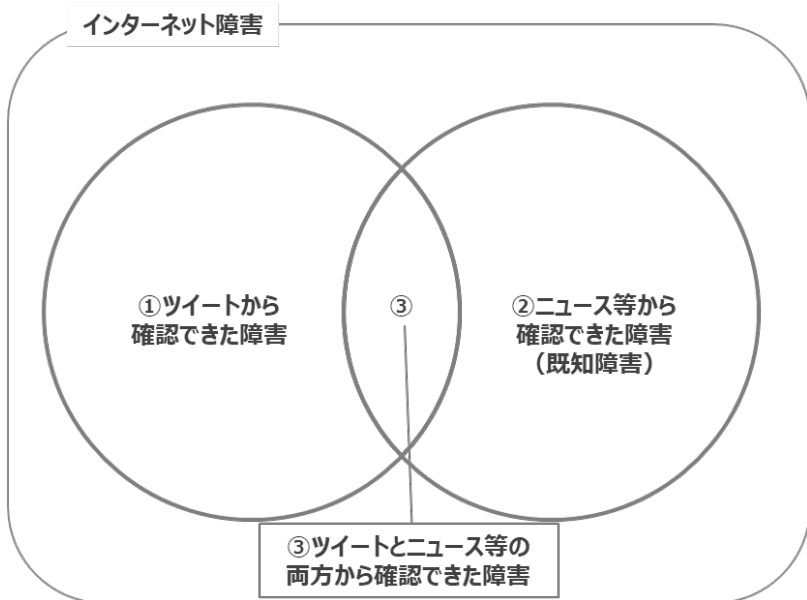 インターネット障害
①ツイートから
確認できた障害
③
②ニュース等から
確認できた障害
（既知障害）
③ツイートとニュース等の
両方から確認できた障害